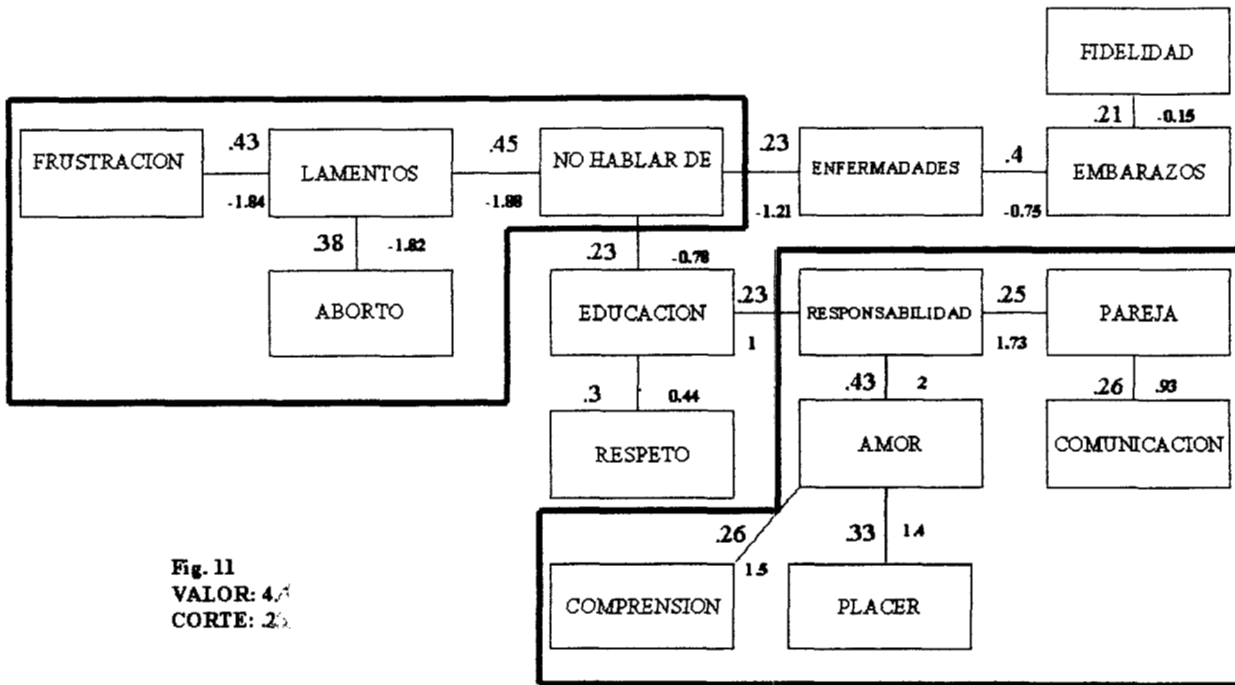 FIDELIDAD
.21 -0.15
FRUSTRACION .43 -1.84 LAMENTOS .45 -1.88 NO HABLAR DE .23 -1.21 ENFERMADADES .4 -0.75 EMBARAZOS
.38 -1.82
.23 -0.78
ABORTO EDUCACION .23 1 RESPONSABILIDAD .25 1.73 PAREJA
.3 0.44
.43 2
.26 .93
RESPETO AMOR COMUNICACION
.26 1.5
.33 1.4
COMPRENSION PLACER
Fig. 11
VALOR:
CORTE: